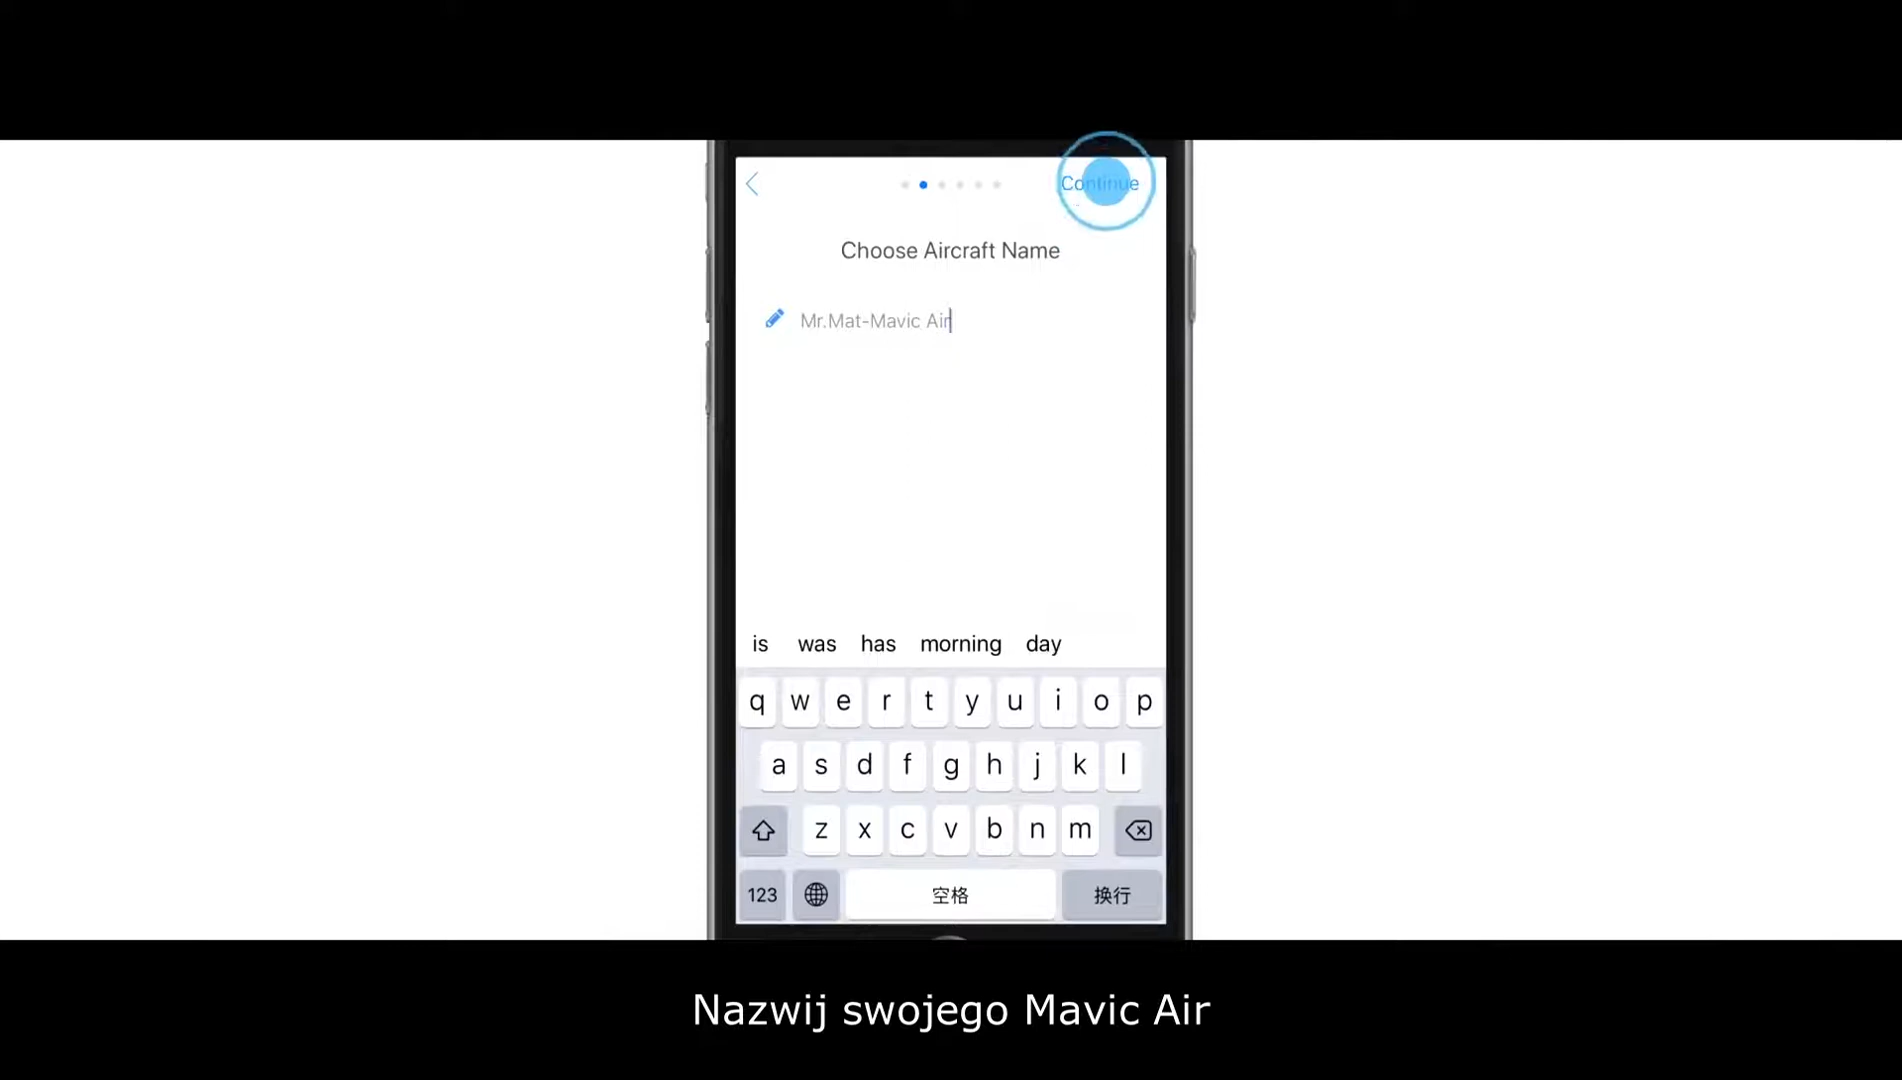 Continue
Choose Aircraft Name
Mr.Mat-Mavic Air
is was has morning day
q w e r t y u i o p
a s d f g h j k l
z x c v b n m
123 空格 换行
Nazwij swojego Mavic Air